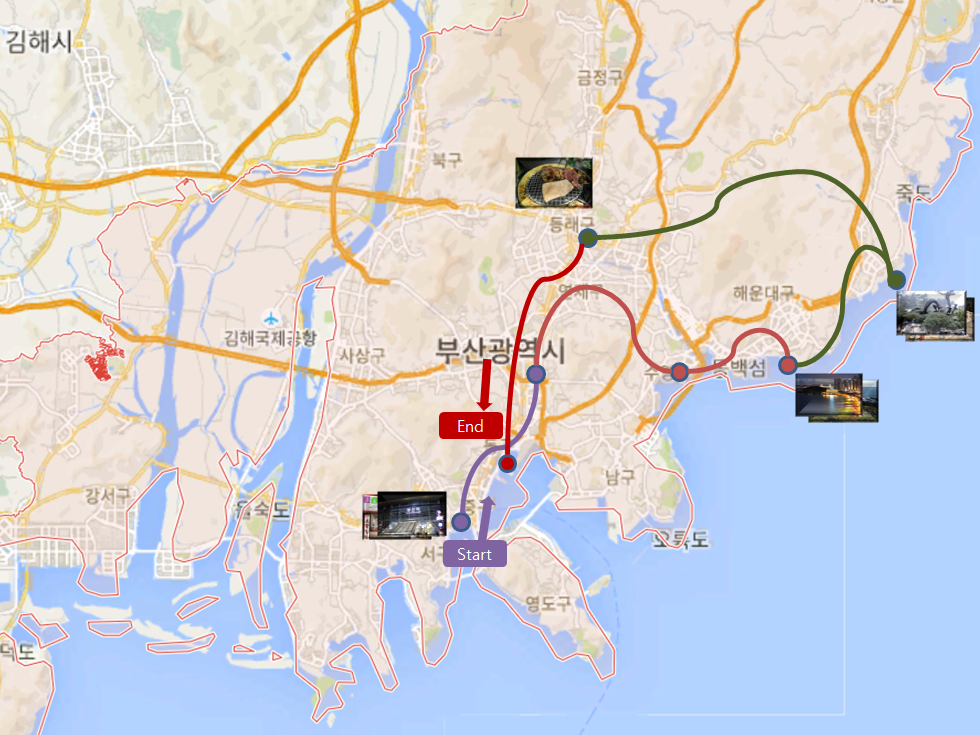 김해시
금정구
북구
죽도
동래구
연제구
해운대구
김해국제공항
사상구
부산광역시
동백섬
End
강서구
을숙도
남구
서구
Start
오륙도
영도구
덕도